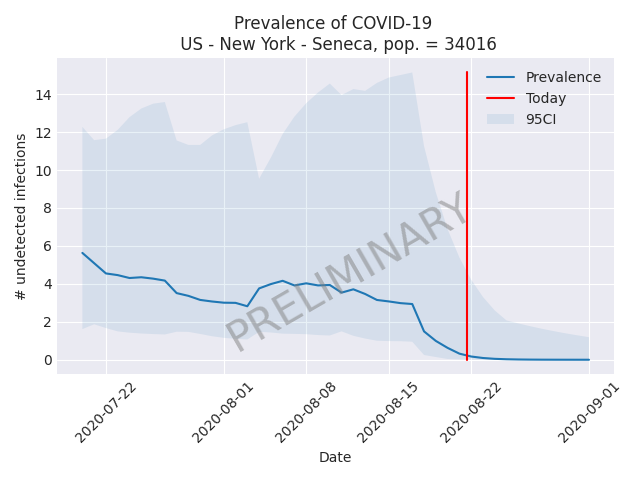 Prevalence of COVID-19
US - New York - Seneca, pop. = 34016
Prevalence
Today
95CI
14
12
10
8
6
4
2
0
# undetected infections
PRELIMINARY
2020-07-22
2020-08-01
2020-08-08
2020-08-15
2020-08-22
2020-09-01
Date